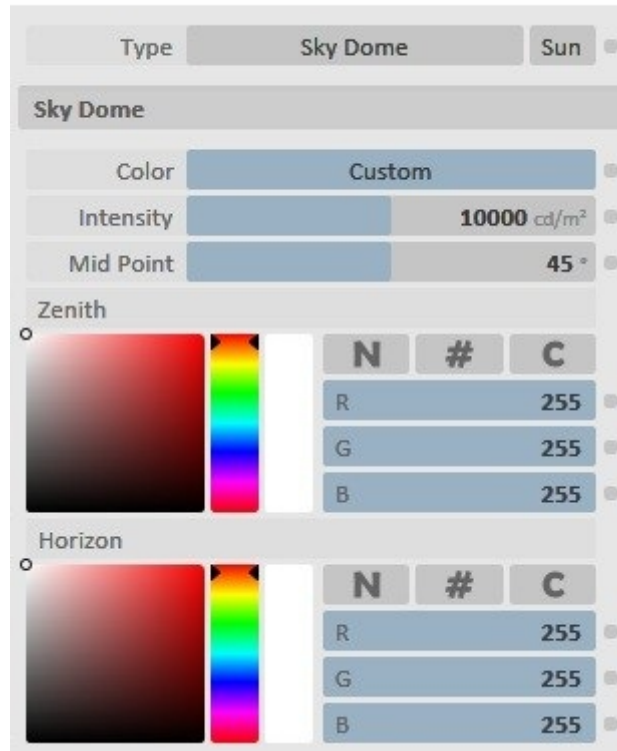 Type Sky Dome Sun
Sky Dome
Color Custom
Intensity 10000 cd/m²
Mid Point 45 °
Zenith
N # C
R 255
G 255
B 255
Horizon
N # C
R 255
G 255
B 255